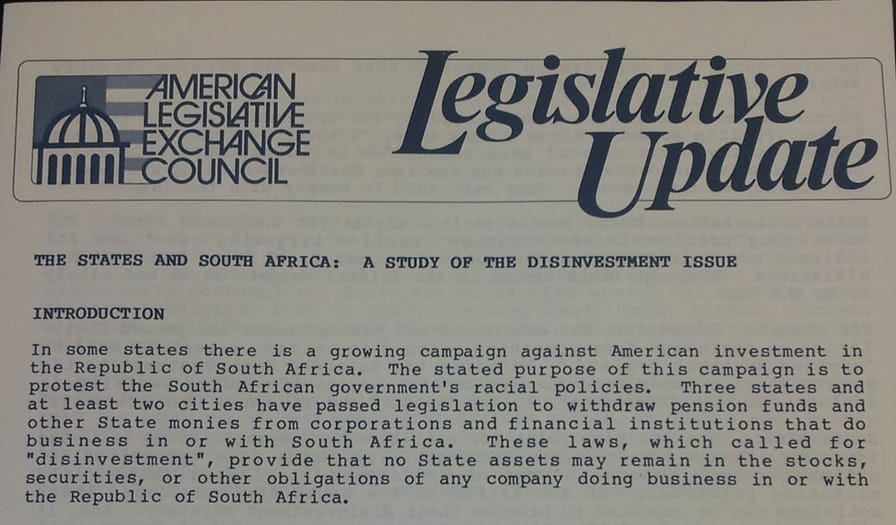 AMERICAN
LEGISLATIVE
EXCHANGE
COUNCIL
Legislative
Update
THE STATES AND SOUTH AFRICA:  A STUDY OF THE DISINVESTMENT ISSUE
INTRODUCTION
In some states there is a growing campaign against American investment in
the Republic of South Africa.  The stated purpose of this campaign is to
protest the South African government's racial policies.  Three states and
at least two cities have passed legislation to withdraw pension funds and
other State monies from corporations and financial institutions that do
business in or with South Africa.  These laws, which called for
"disinvestment", provide that no State assets may remain in the stocks,
securities, or other obligations of any company doing business in or with
the Republic of South Africa.